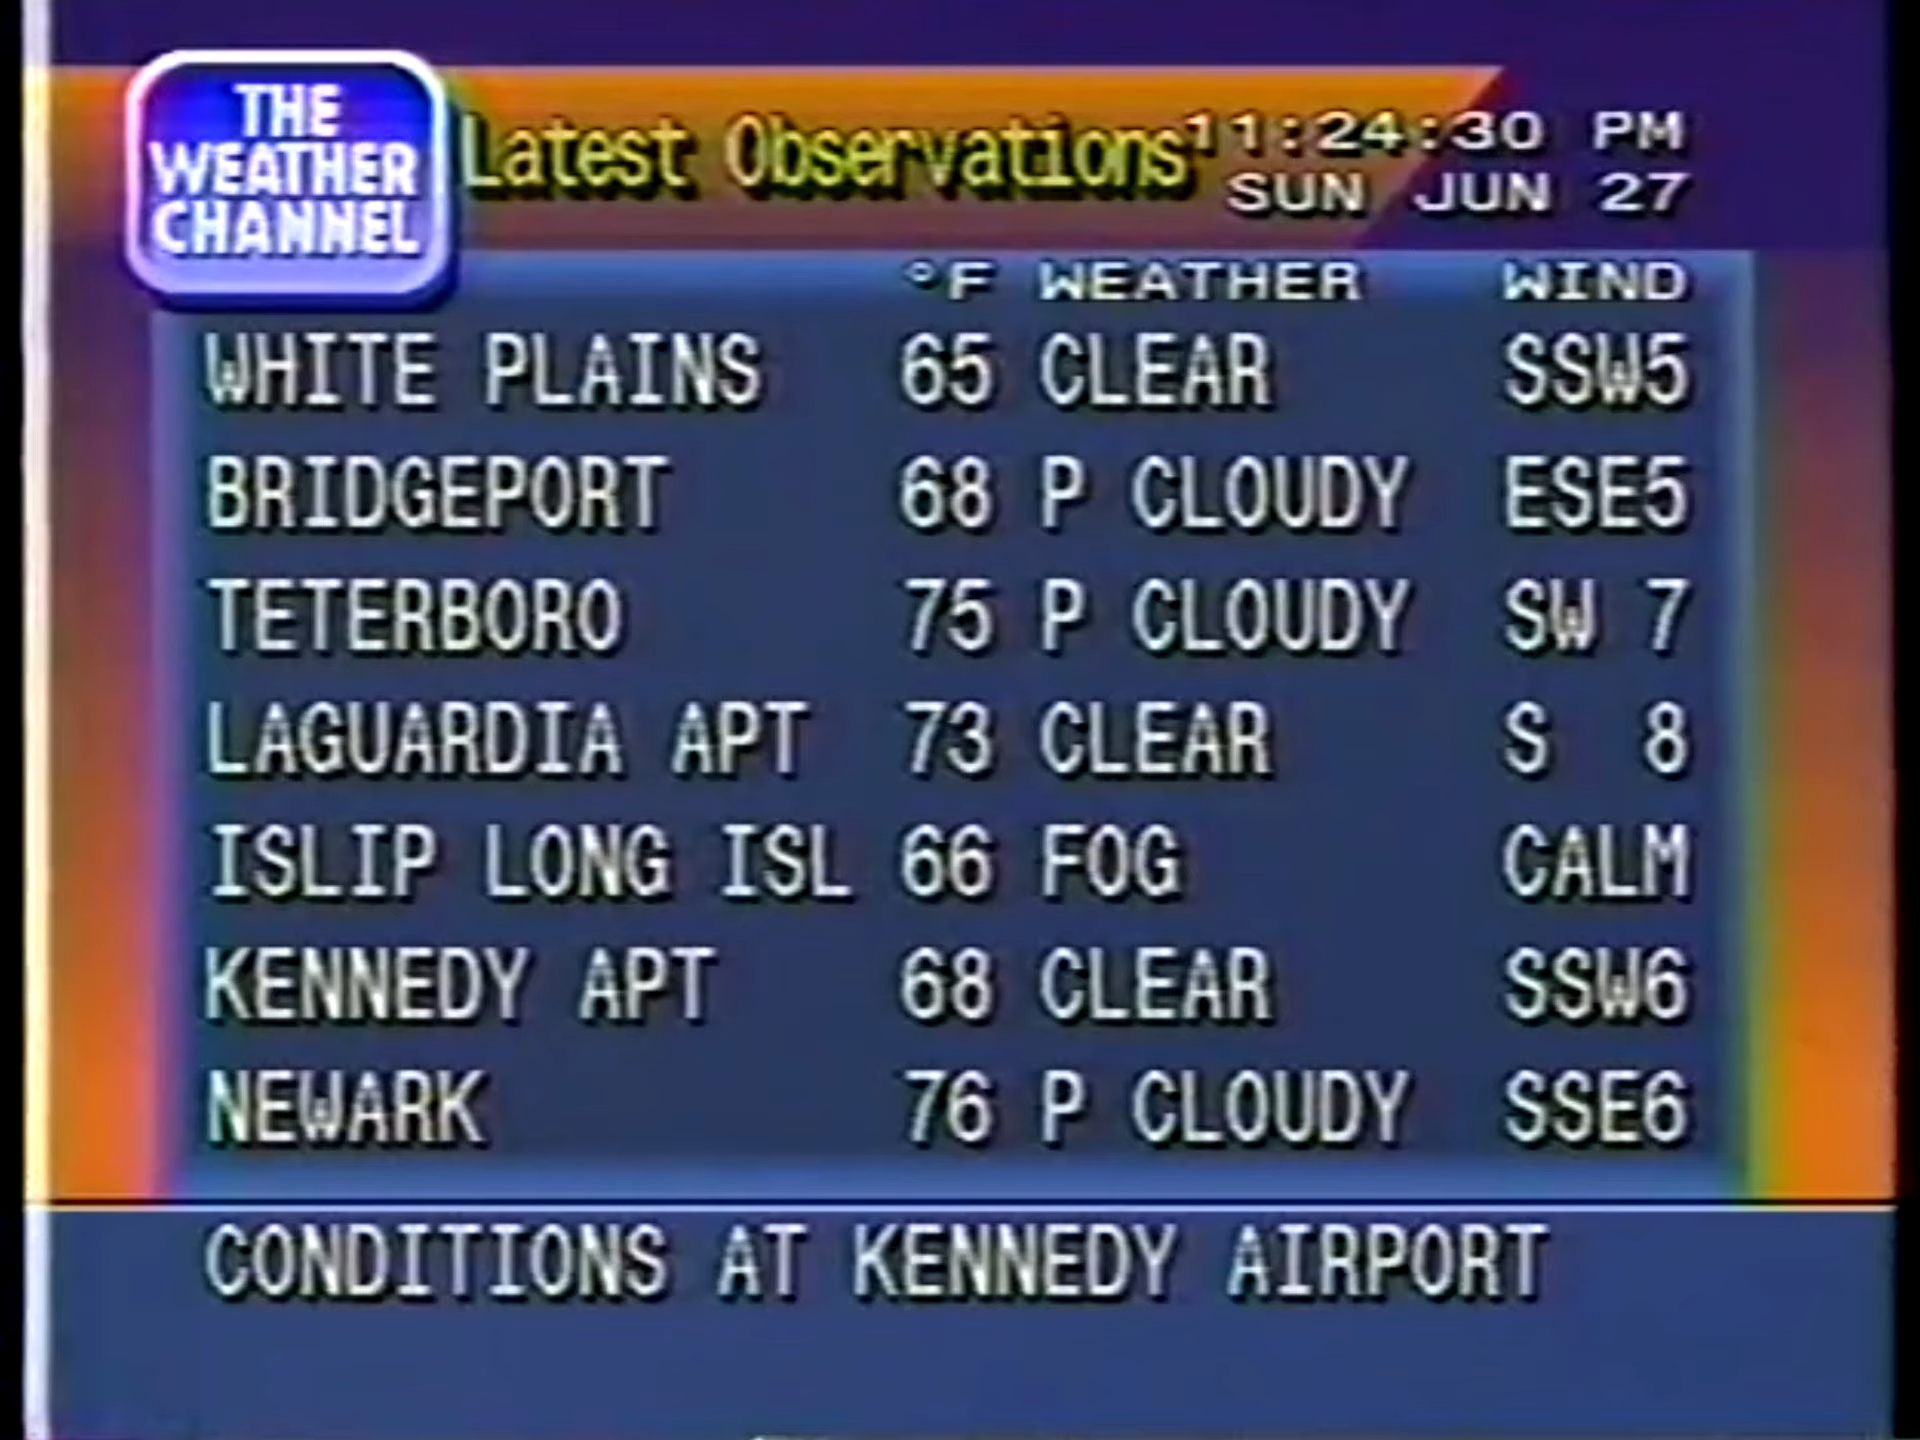 THE
WEATHER
CHANNEL
Latest Observations
11:24:30 PM
SUN JUN 27
°F WEATHER WIND
WHITE PLAINS 65 CLEAR SSW5
BRIDGEPORT 68 P CLOUDY ESE5
TETERBORO 75 P CLOUDY SW 7
LAGUARDIA APT 73 CLEAR S 8
ISLIP LONG ISL 66 FOG CALM
KENNEDY APT 68 CLEAR SSW6
NEWARK 76 P CLOUDY SSE6
CONDITIONS AT KENNEDY AIRPORT